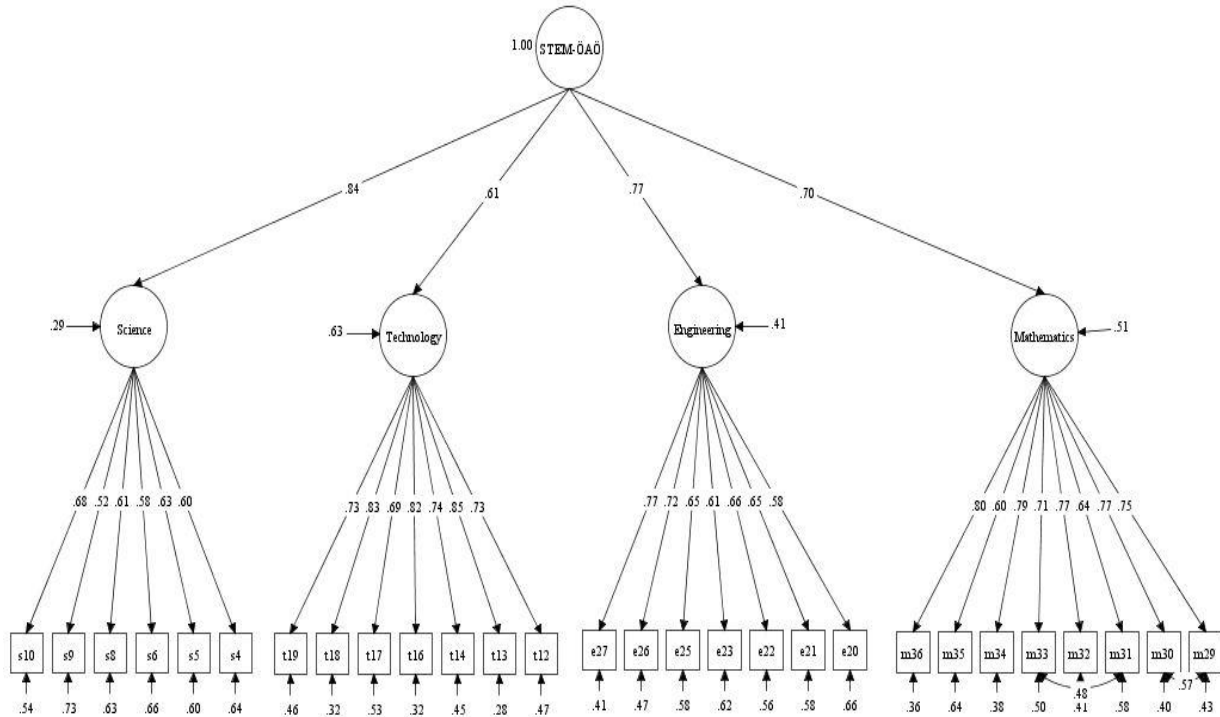 1.00 STEM-ÖAÖ
.84 .61 .77 .70
.29 Science .63 Technology Engineering .41 Mathematics .51
.68 .52 .61 .58 .63 .60 .73 .83 .69 .82 .74 .85 .73 .77 .72 .65 .61 .66 .65 .58 .80 .60 .79 .71 .77 .64 .77 .75
s10 s9 s8 s6 s5 s4 t19 t18 t17 t16 t14 t13 t12 e27 e26 e25 e23 e22 e21 e20 m36 m35 m34 m33 m32 m31 m30 m29
.48 .57
.54 .73 .63 .66 .60 .64 .46 .32 .53 .32 .45 .28 .47 .41 .47 .58 .62 .56 .58 .66 .36 .64 .38 .50 .41 .58 .40 .43